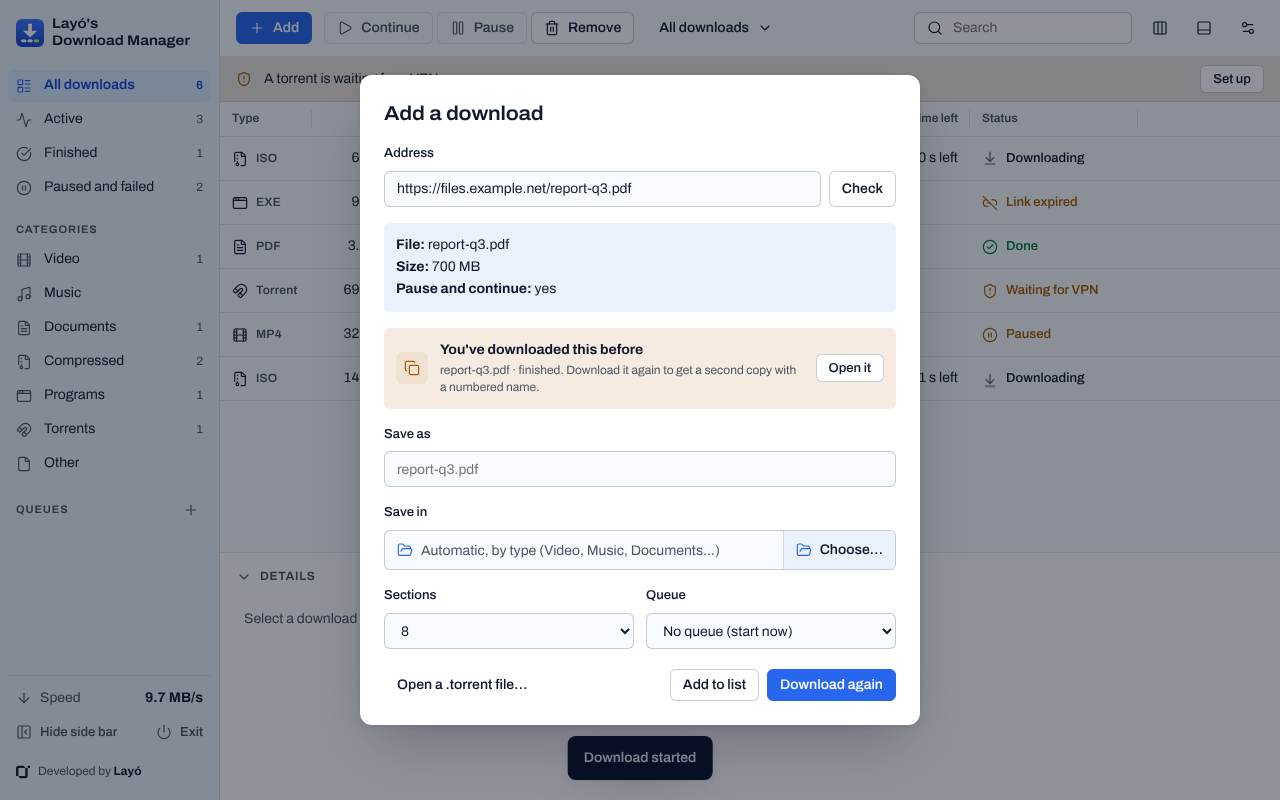 Layó's
Download Manager
Add
Continue
Pause
Remove
All downloads
Search
All downloads 6
Active 3
Finished 1
Paused and failed 2
CATEGORIES
Video 1
Music
Documents 1
Compressed 2
Programs 1
Torrents 1
Other
QUEUES
Speed 9.7 MB/s
Hide side bar
Exit
Developed by Layó
A torrent is
Set up
Type
left
Status
ISO
Downloading
EXE
Link expired
PDF
Done
Torrent
Waiting for VPN
MP4
Paused
ISO
s left
Downloading
DETAILS
Select a download
Add a download
Address
https://files.example.net/report-q3.pdf
Check
File: report-q3.pdf
Size: 700 MB
Pause and continue: yes
You've downloaded this before
report-q3.pdf · finished. Download it again to get a second copy with
a numbered name.
Open it
Save as
report-q3.pdf
Save in
Automatic, by type (Video, Music, Documents...)
Choose...
Sections
Queue
8
No queue (start now)
Open a .torrent file...
Add to list
Download again
Download started